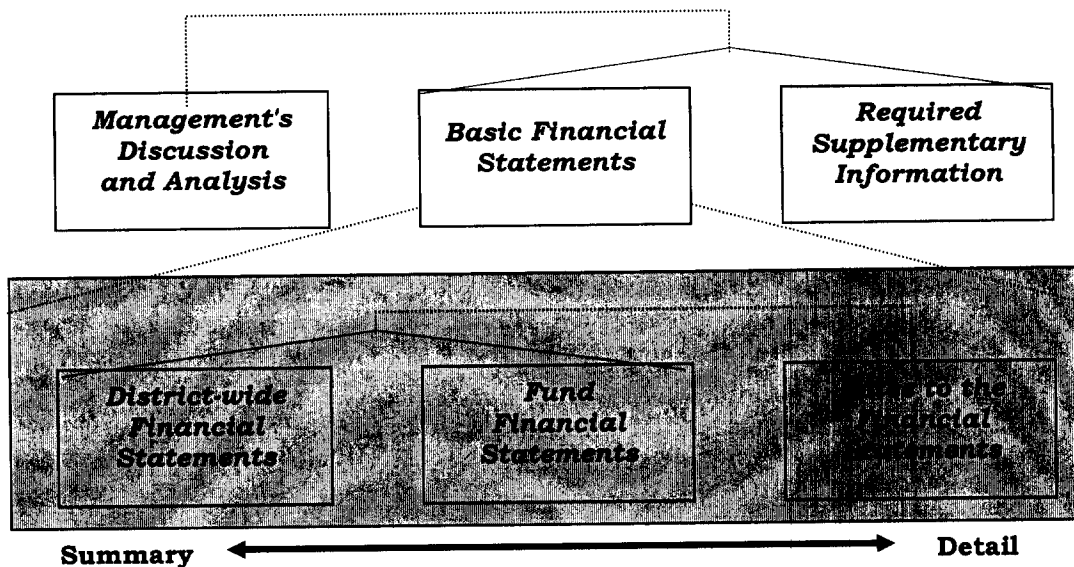 Management's
Discussion
and Analysis
Basic Financial
Statements
Required
Supplementary
Information
District-wide
Financial
Statements
Fund
Financial
Statements
to the
Financial
Statements
Summary
Detail